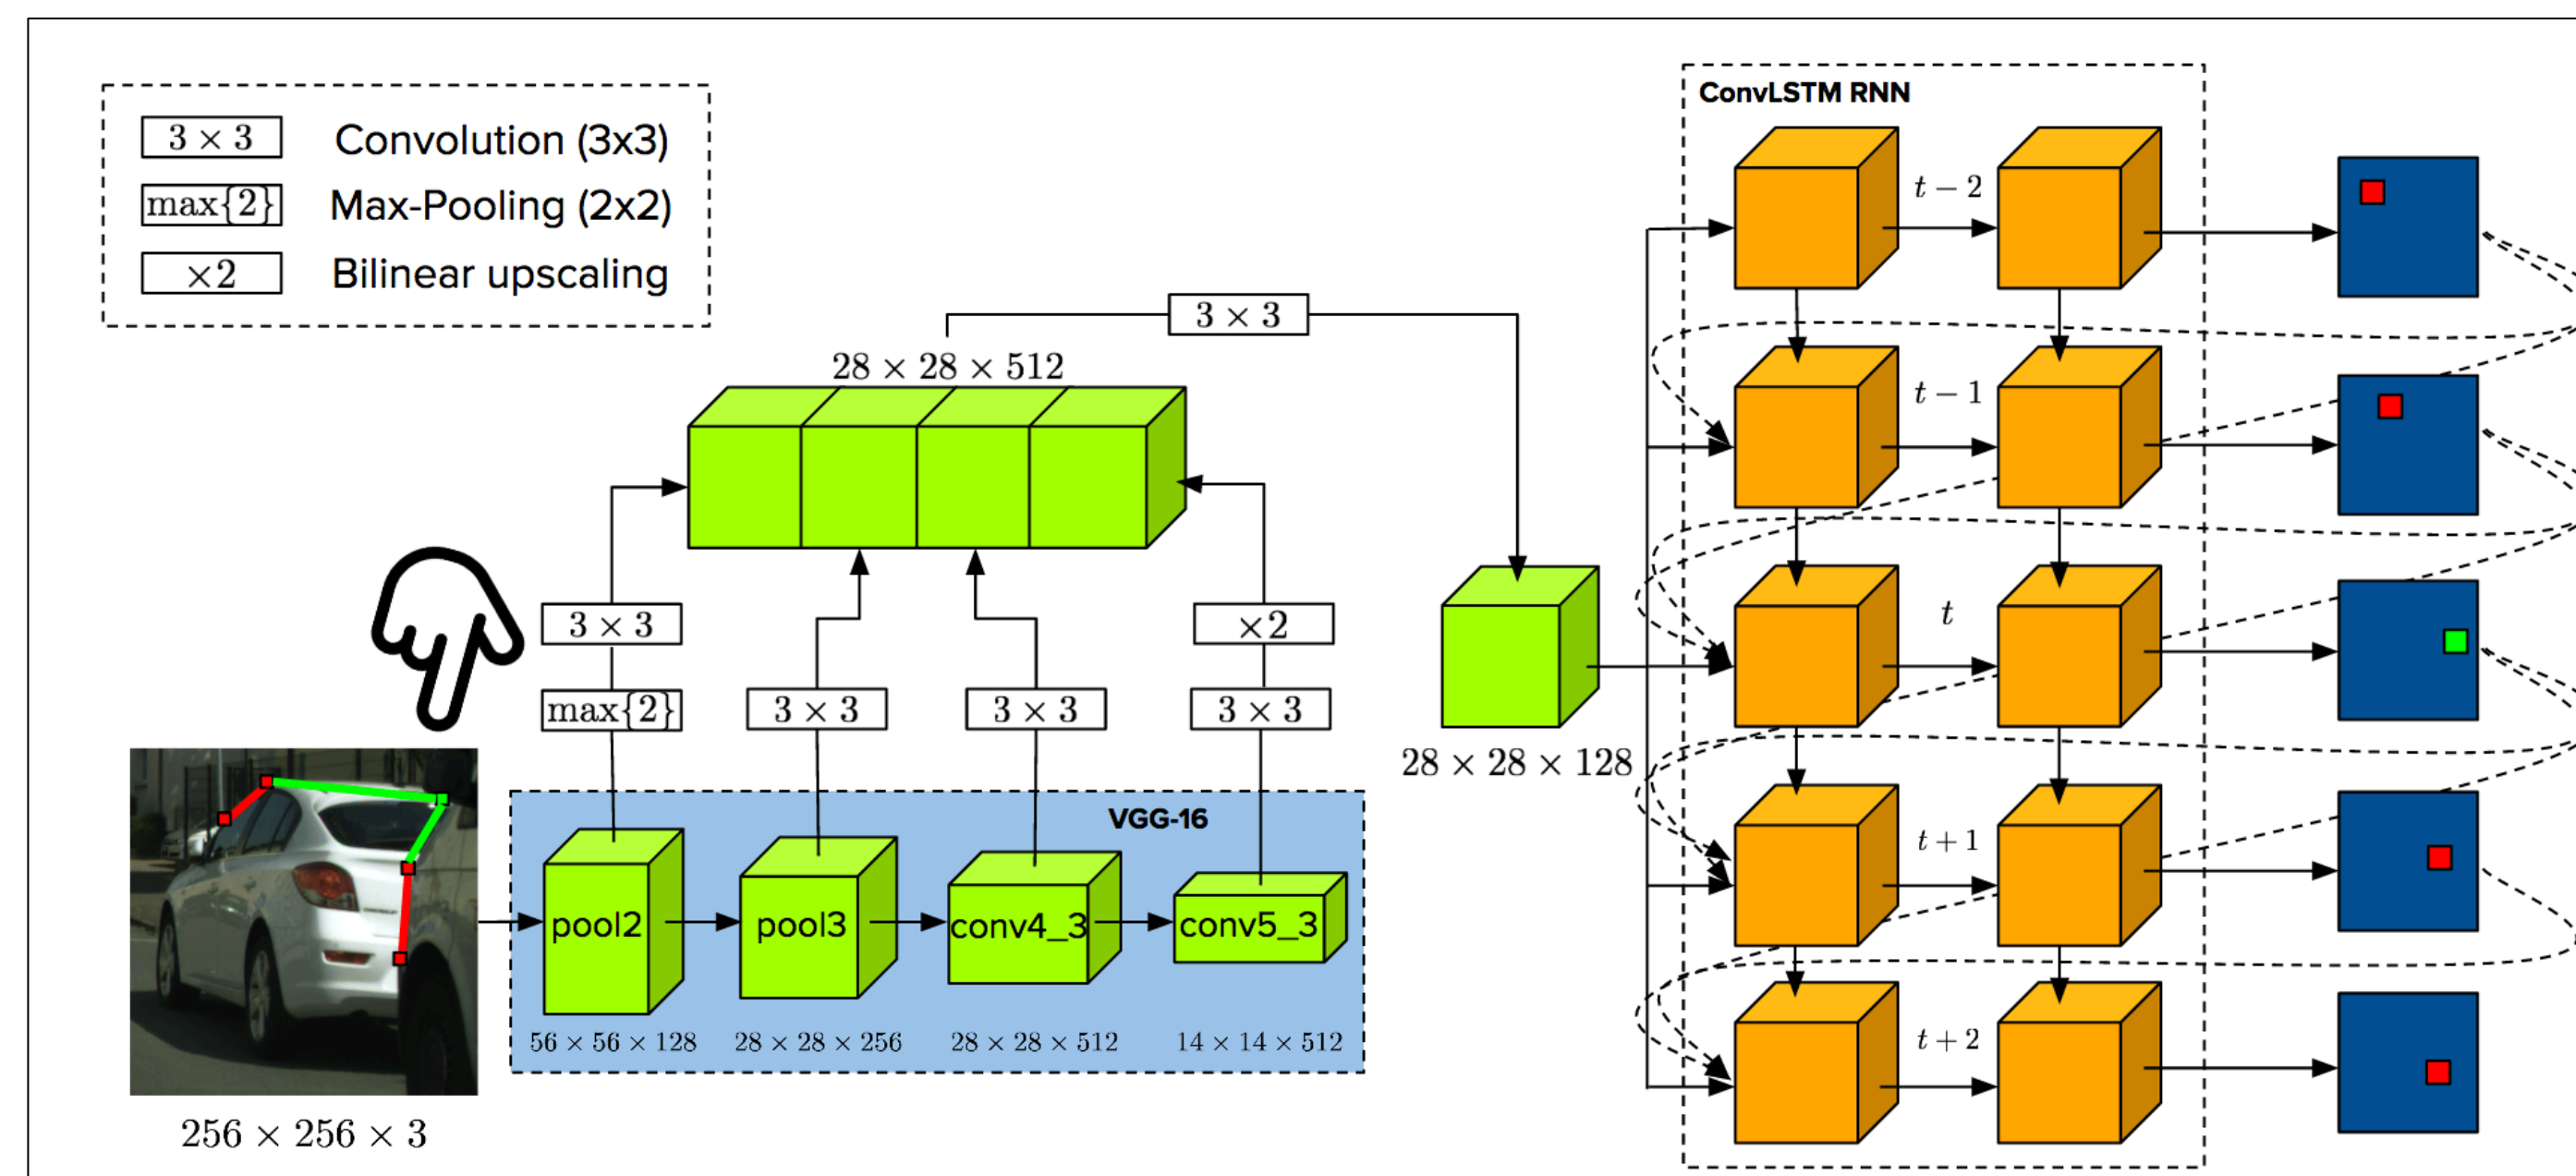 3 × 3 Convolution (3x3)
max{2} Max-Pooling (2x2)
×2 Bilinear upscaling
3 × 3
28 × 28 × 512
3 × 3
×2
max{2}
3 × 3
3 × 3
3 × 3
VGG-16
pool2
pool3
conv4_3
conv5_3
56 × 56 × 128
28 × 28 × 256
28 × 28 × 512
14 × 14 × 512
256 × 256 × 3
28 × 28 × 128
ConvLSTM RNN
t − 2
t − 1
t
t + 1
t + 2